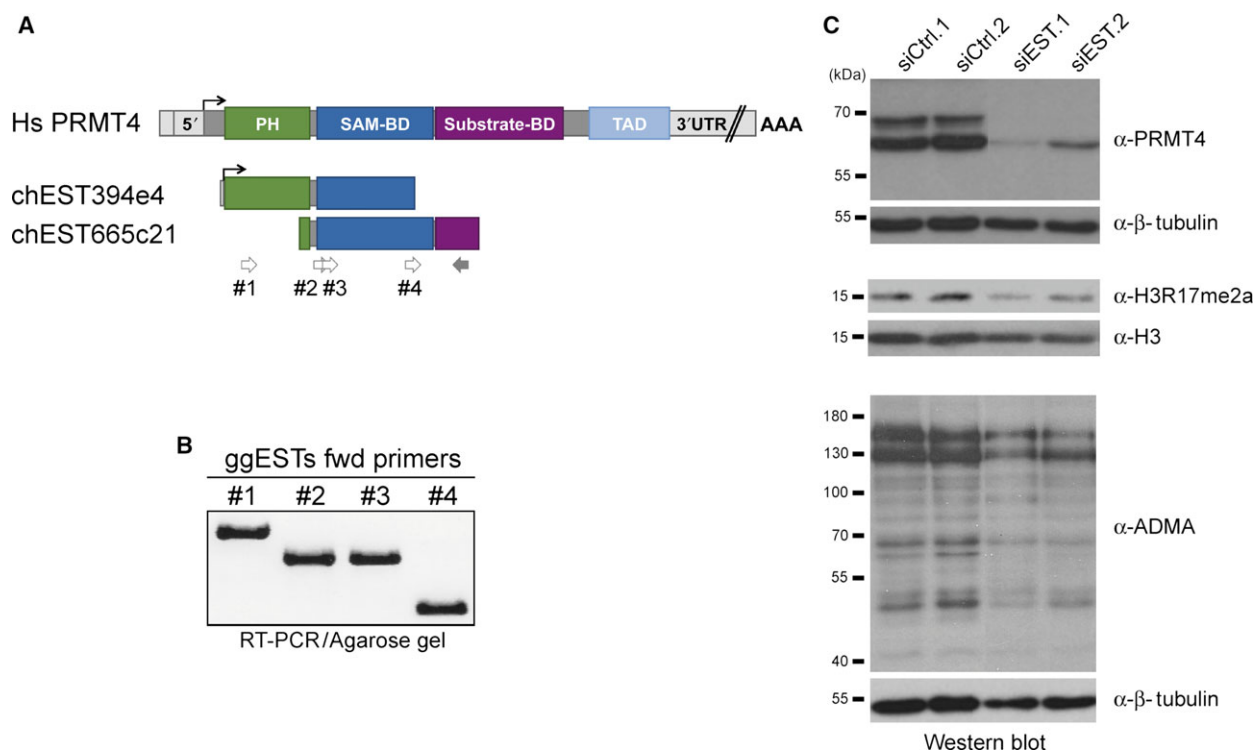 A
Hs PRMT4
5′ PH SAM-BD Substrate-BD TAD 3′UTR AAA
chEST394e4
chEST665c21
#1 #2 #3 #4
B
ggESTs fwd primers
#1 #2 #3 #4
RT-PCR/Agarose gel
C
siCtrl.1 siCtrl.2 siEST.1 siEST.2
(kDa)
70
α-PRMT4
55
55 α-β- tubulin
15 α-H3R17me2a
15 α-H3
180
130
100
70 α-ADMA
55
40
55 α-β- tubulin
Western blot